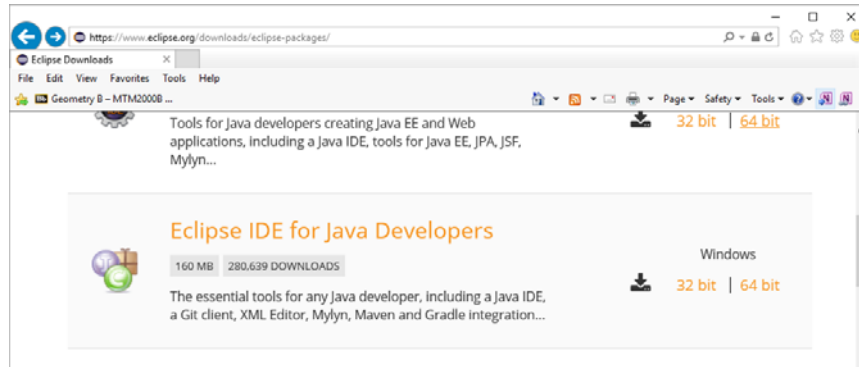 https://www.eclipse.org/downloads/eclipse-packages/
Eclipse Downloads
File Edit View Favorites Tools Help
Geometry B – MTM2000B ...
Page Safety Tools
Tools for Java developers creating Java EE and Web
applications, including a Java IDE, tools for Java EE, JPA, JSF,
Mylyn...
32 bit | 64 bit
Eclipse IDE for Java Developers
160 MB 280,639 DOWNLOADS
Windows
The essential tools for any Java developer, including a Java IDE,
a Git client, XML Editor, Mylyn, Maven and Gradle integration...
32 bit | 64 bit